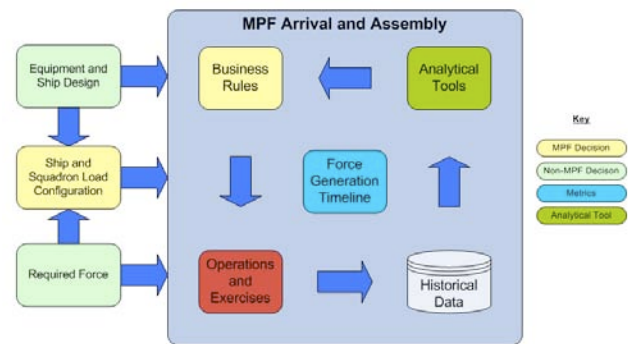 MPF Arrival and Assembly
Equipment and
Ship Design
Business
Rules
Analytical
Tools
Ship and
Squadron Load
Configuration
Force
Generation
Timeline
Required Force
Operations
and
Exercises
Historical
Data
Key
MPF Decision
Non-MPF Decison
Metrics
Analytical Tool